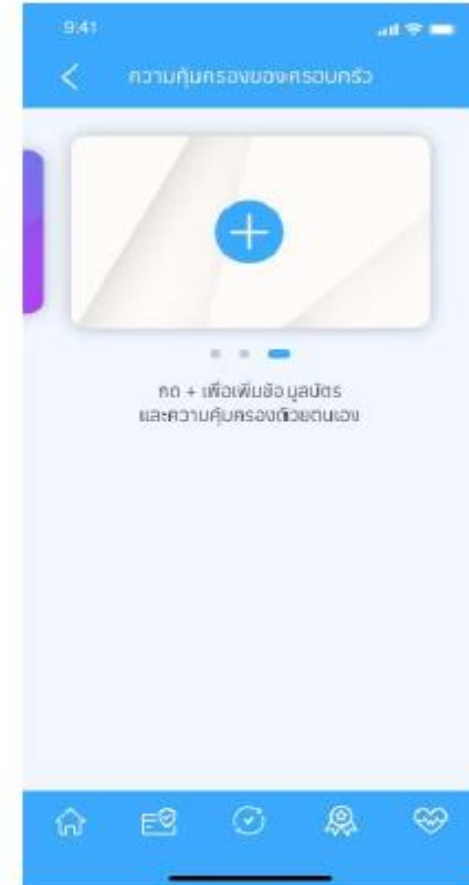 9:41
ความคุ้มครองของครอบครัว
กด + เพื่อเพิ่มข้อมูลบัตร
และความคุ้มครองด้วยตนเอง